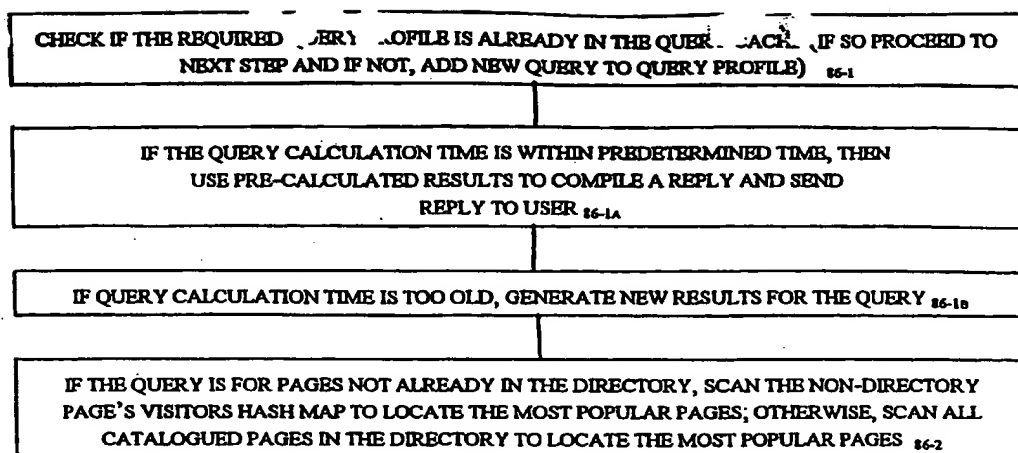 CHECK IF THE REQUIRED IS ALREADY IN THE (IF SO PROCEED TO
NEXT STEP AND IF NOT, ADD NEW QUERY TO QUERY PROFILE) 86-1
IF THE QUERY CALCULATION TIME IS WITHIN PREDETERMINED TIME, THEN
USE PRE-CALCULATED RESULTS TO COMPILE A REPLY AND SEND
REPLY TO USER 86-1A
IF QUERY CALCULATION TIME IS TOO OLD, GENERATE NEW RESULTS FOR THE QUERY 86-1B
IF THE QUERY IS FOR PAGES NOT ALREADY IN THE DIRECTORY, SCAN THE NON-DIRECTORY
PAGE'S VISITORS HASH MAP TO LOCATE THE MOST POPULAR PAGES; OTHERWISE, SCAN ALL
CATALOGUED PAGES IN THE DIRECTORY TO LOCATE THE MOST POPULAR PAGES 86-2